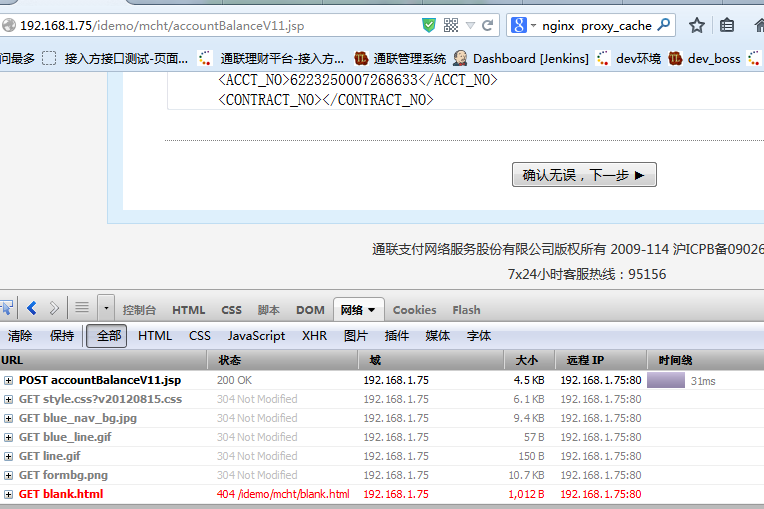 192.168.1.75/idemo/mcht/accountBalanceV11.jsp nginx proxy_cache
问最多 接入方接口测试-页面... 通联理财平台-接入... 通联管理系统 Dashboard [Jenkins] dev环境 dev_boss
<ACCT_NO>6223250007268633</ACCT_NO>
<CONTRACT_NO></CONTRACT_NO>
确认无误，下一步 ▶
通联支付网络服务股份有限公司版权所有 2009-114 沪ICPB备09026
7x24小时客服热线：95156
控制台 HTML CSS 脚本 DOM 网络 Cookies Flash
清除 保持 全部 HTML CSS JavaScript XHR 图片 插件 媒体 字体
URL 状态 域 大小 远程 IP 时间线
POST accountBalanceV11.jsp 200 OK 192.168.1.75 4.5 KB 192.168.1.75:80 31ms
GET style.css?v20120815.css 304 Not Modified 192.168.1.75 6.1 KB 192.168.1.75:80
GET blue_nav_bg.jpg 304 Not Modified 192.168.1.75 9.4 KB 192.168.1.75:80
GET blue_line.gif 304 Not Modified 192.168.1.75 57 B 192.168.1.75:80
GET line.gif 304 Not Modified 192.168.1.75 150 B 192.168.1.75:80
GET formbg.png 304 Not Modified 192.168.1.75 10.7 KB 192.168.1.75:80
GET blank.html 404 /idemo/mcht/blank.html 192.168.1.75 1,012 B 192.168.1.75:80